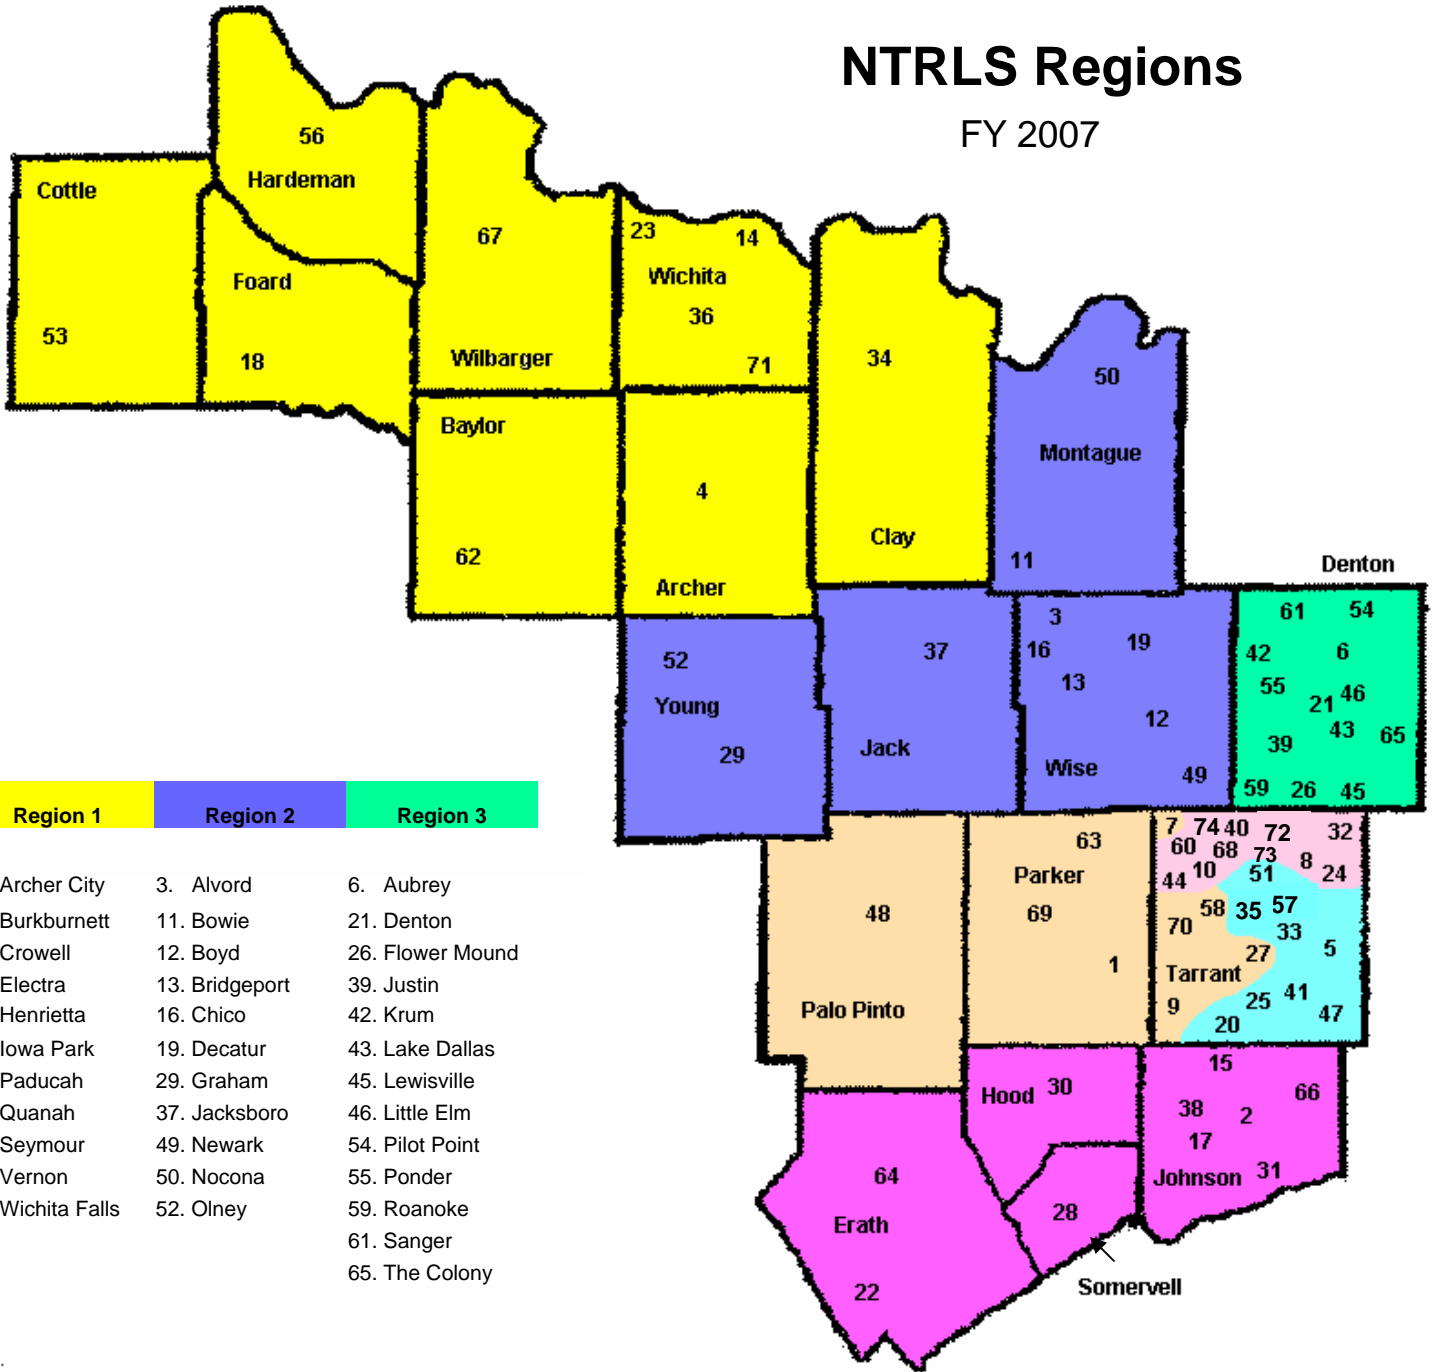 NTRLS Regions
FY 2007
56
Hardeman
Cottle
53
Foard
18
67
Wilbarger
23 14
Wichita
36
71
34
Clay
50
Montague
11
Baylor
62
4
Archer
Denton
61 54
42 6
55 46
21
43
39 65
59 26 45
52
Young
29
37
Jack
3
16 19
13
12
Wise 49
Region 1 Region 2 Region 3
Archer City 3. Alvord 6. Aubrey
Burkburnett 11. Bowie 21. Denton
Crowell 12. Boyd 26. Flower Mound
Electra 13. Bridgeport 39. Justin
Henrietta 16. Chico 42. Krum
Iowa Park 19. Decatur 43. Lake Dallas
Paducah 29. Graham 45. Lewisville
Quanah 37. Jacksboro 46. Little Elm
Seymour 49. Newark 54. Pilot Point
Vernon 50. Nocona 55. Ponder
Wichita Falls 52. Olney 59. Roanoke
61. Sanger
65. The Colony
48
Palo Pinto
63
Parker
69
1
7 74 40 72 32
60 68 73 8
44 10 51 24
58 35 57
70 33 5
27
Tarrant
9 25 41 47
20
Hood 30
15
66
38 2
17
Johnson 31
64
Erath
22
28
Somervell